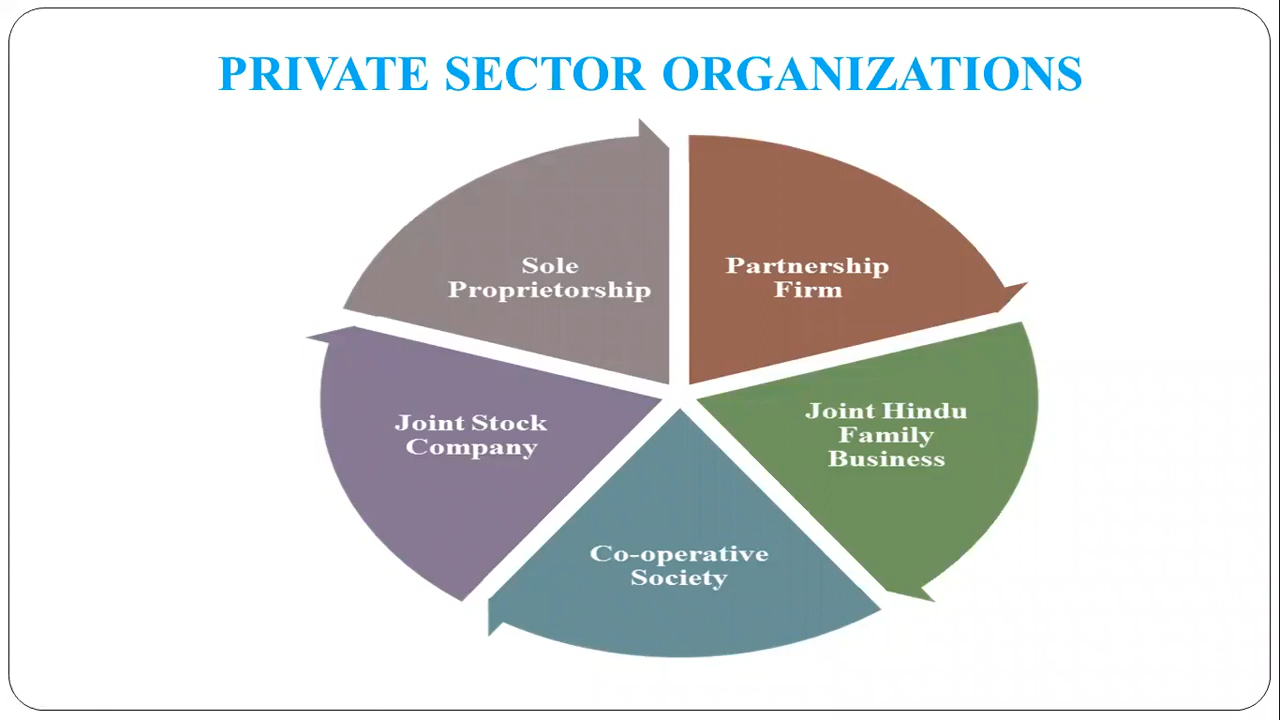 PRIVATE SECTOR ORGANIZATIONS
Sole
Proprietorship
Partnership
Firm
Joint Hindu
Family
Business
Co-operative
Society
Joint Stock
Company